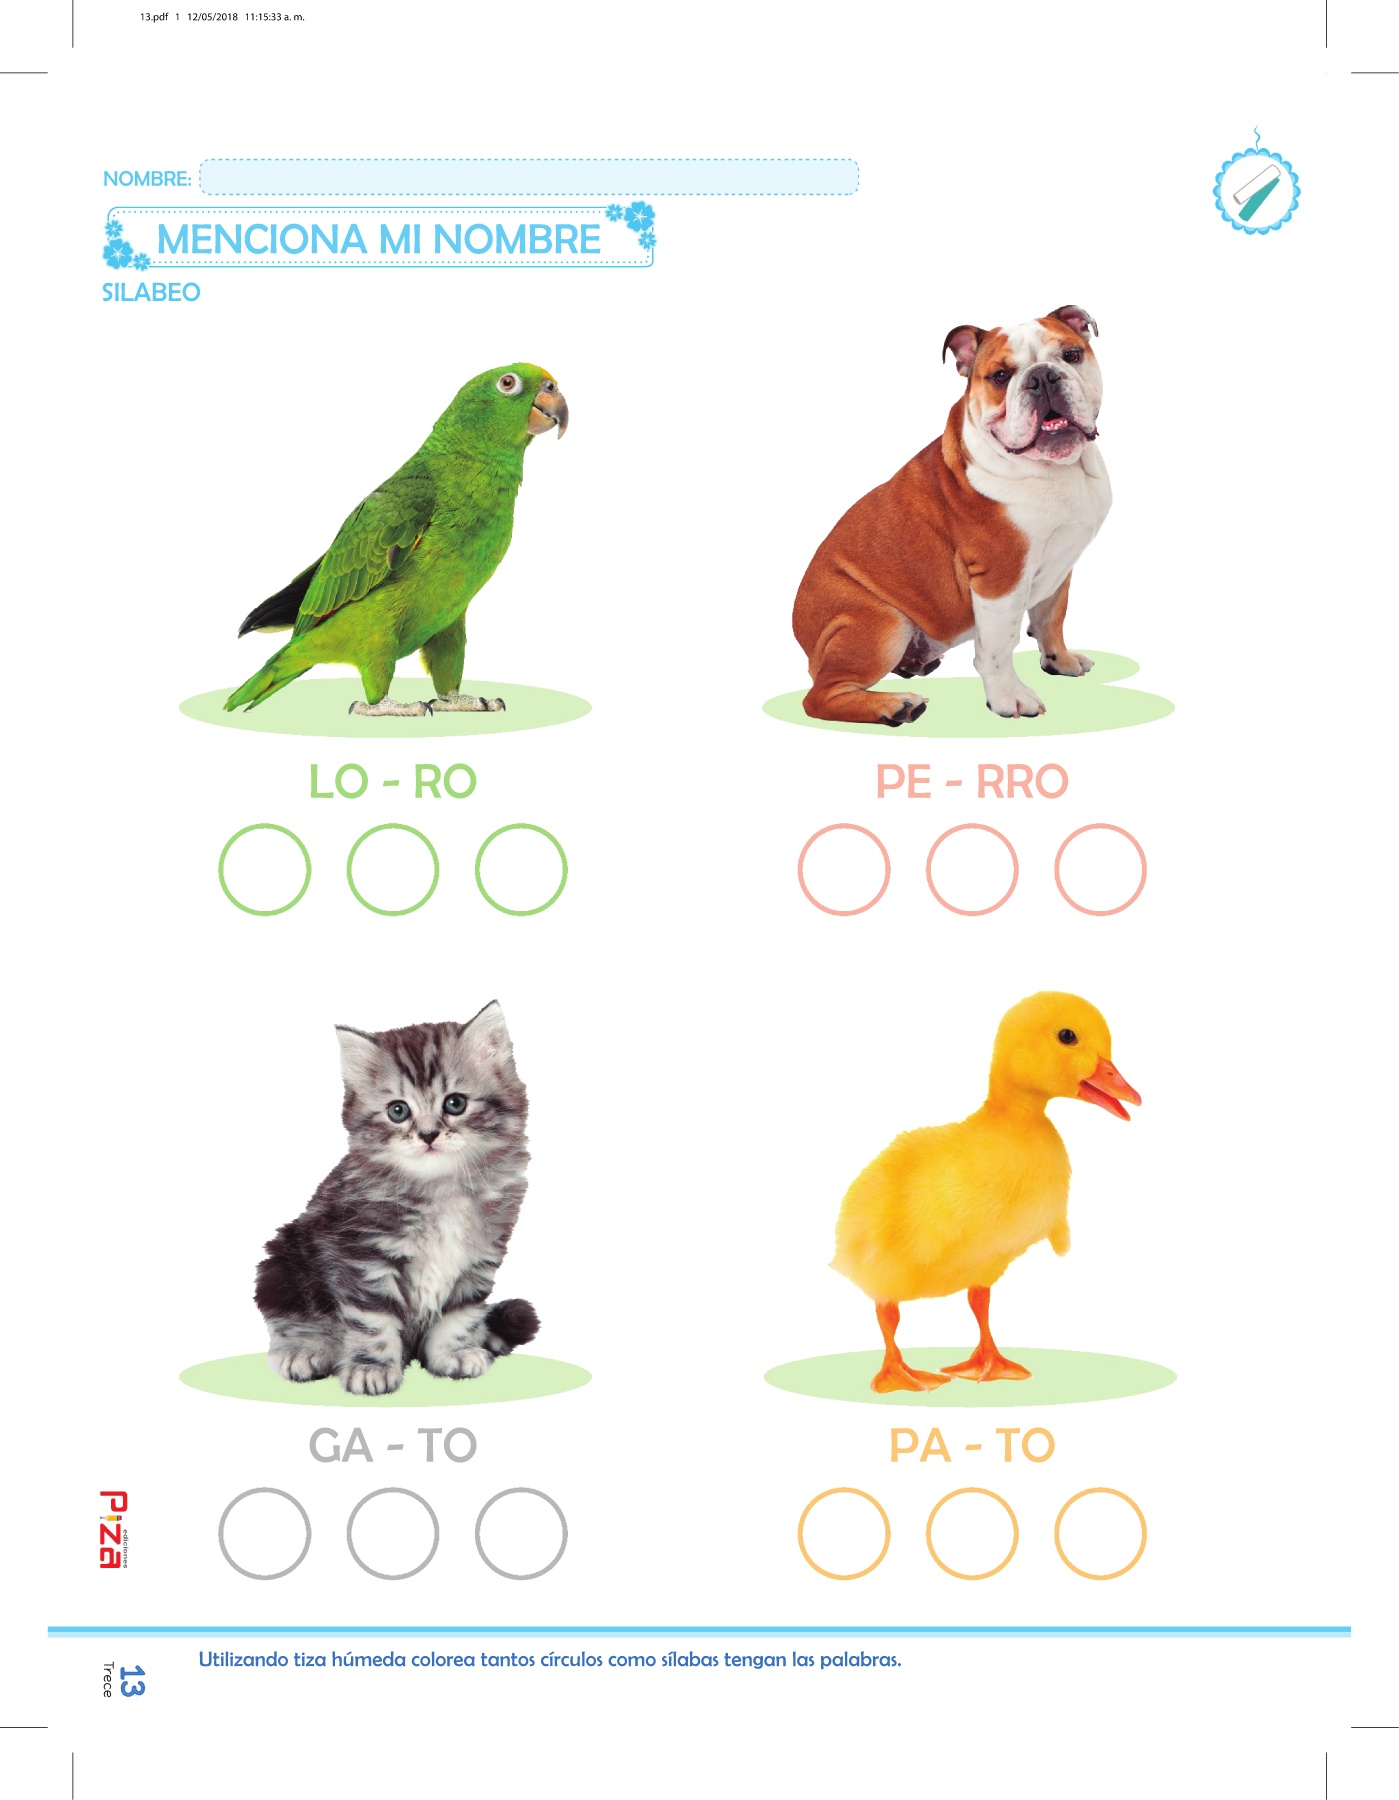 13.pdf 1 12/05/2018 11:15:33 a. m.
NOMBRE:
MENCIONA MI NOMBRE
SILABEO
LO - RO
PE - RRO
GA - TO
PA - TO
Piza
ediciones
Utilizando tiza húmeda colorea tantos círculos como sílabas tengan las palabras.
13
Trece